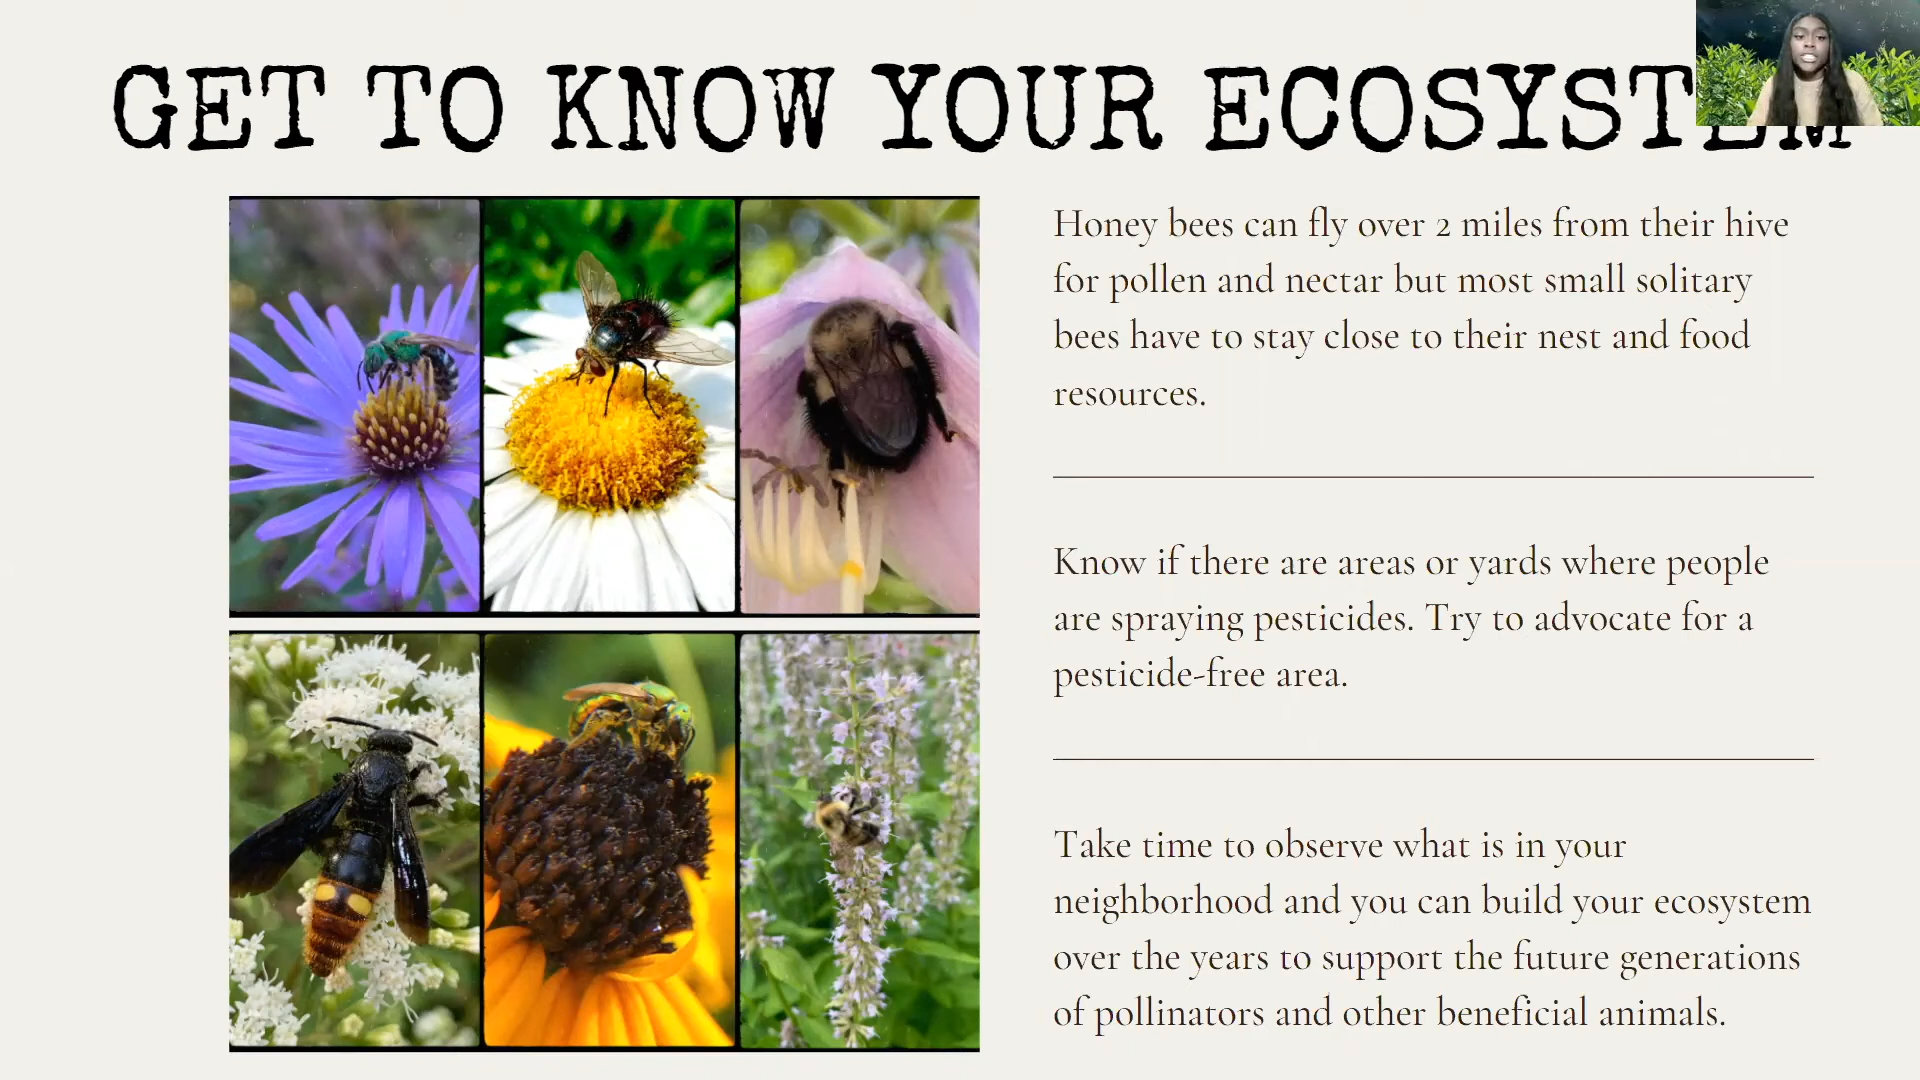 GET TO KNOW YOUR ECOSYSTEM
Honey bees can fly over 2 miles from their hive
for pollen and nectar but most small solitary
bees have to stay close to their nest and food
resources.
Know if there are areas or yards where people
are spraying pesticides. Try to advocate for a
pesticide-free area.
Take time to observe what is in your
neighborhood and you can build your ecosystem
over the years to support the future generations
of pollinators and other beneficial animals.